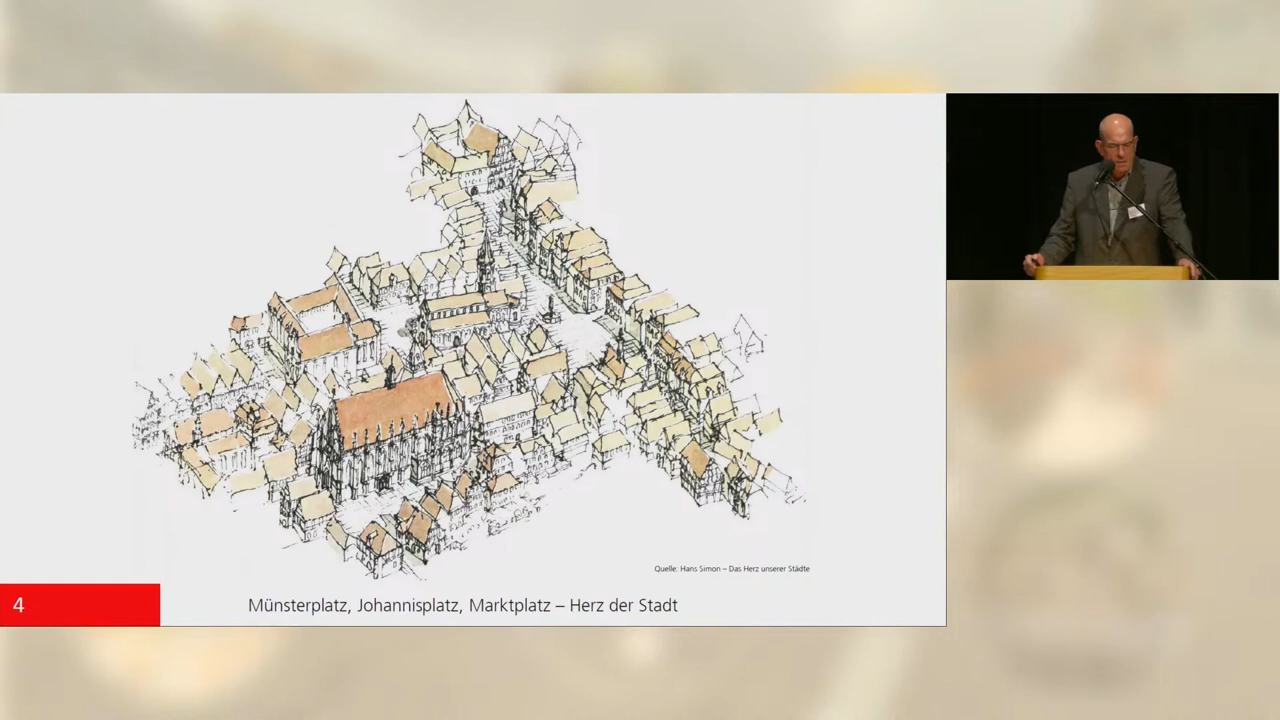 Quelle: Hans Simon – Das Herz unserer Städte
4
Münsterplatz, Johannisplatz, Marktplatz – Herz der Stadt